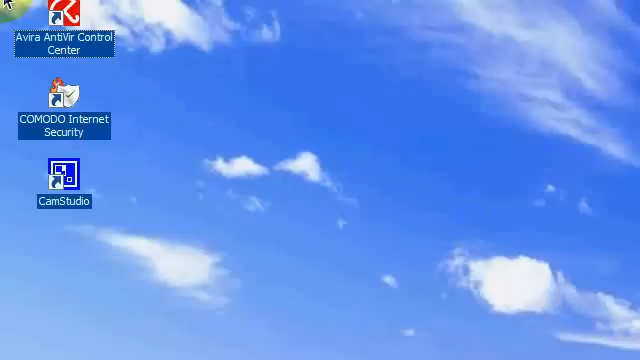 Avira AntiVir Control
Center
COMODO Internet
Security
CamStudio